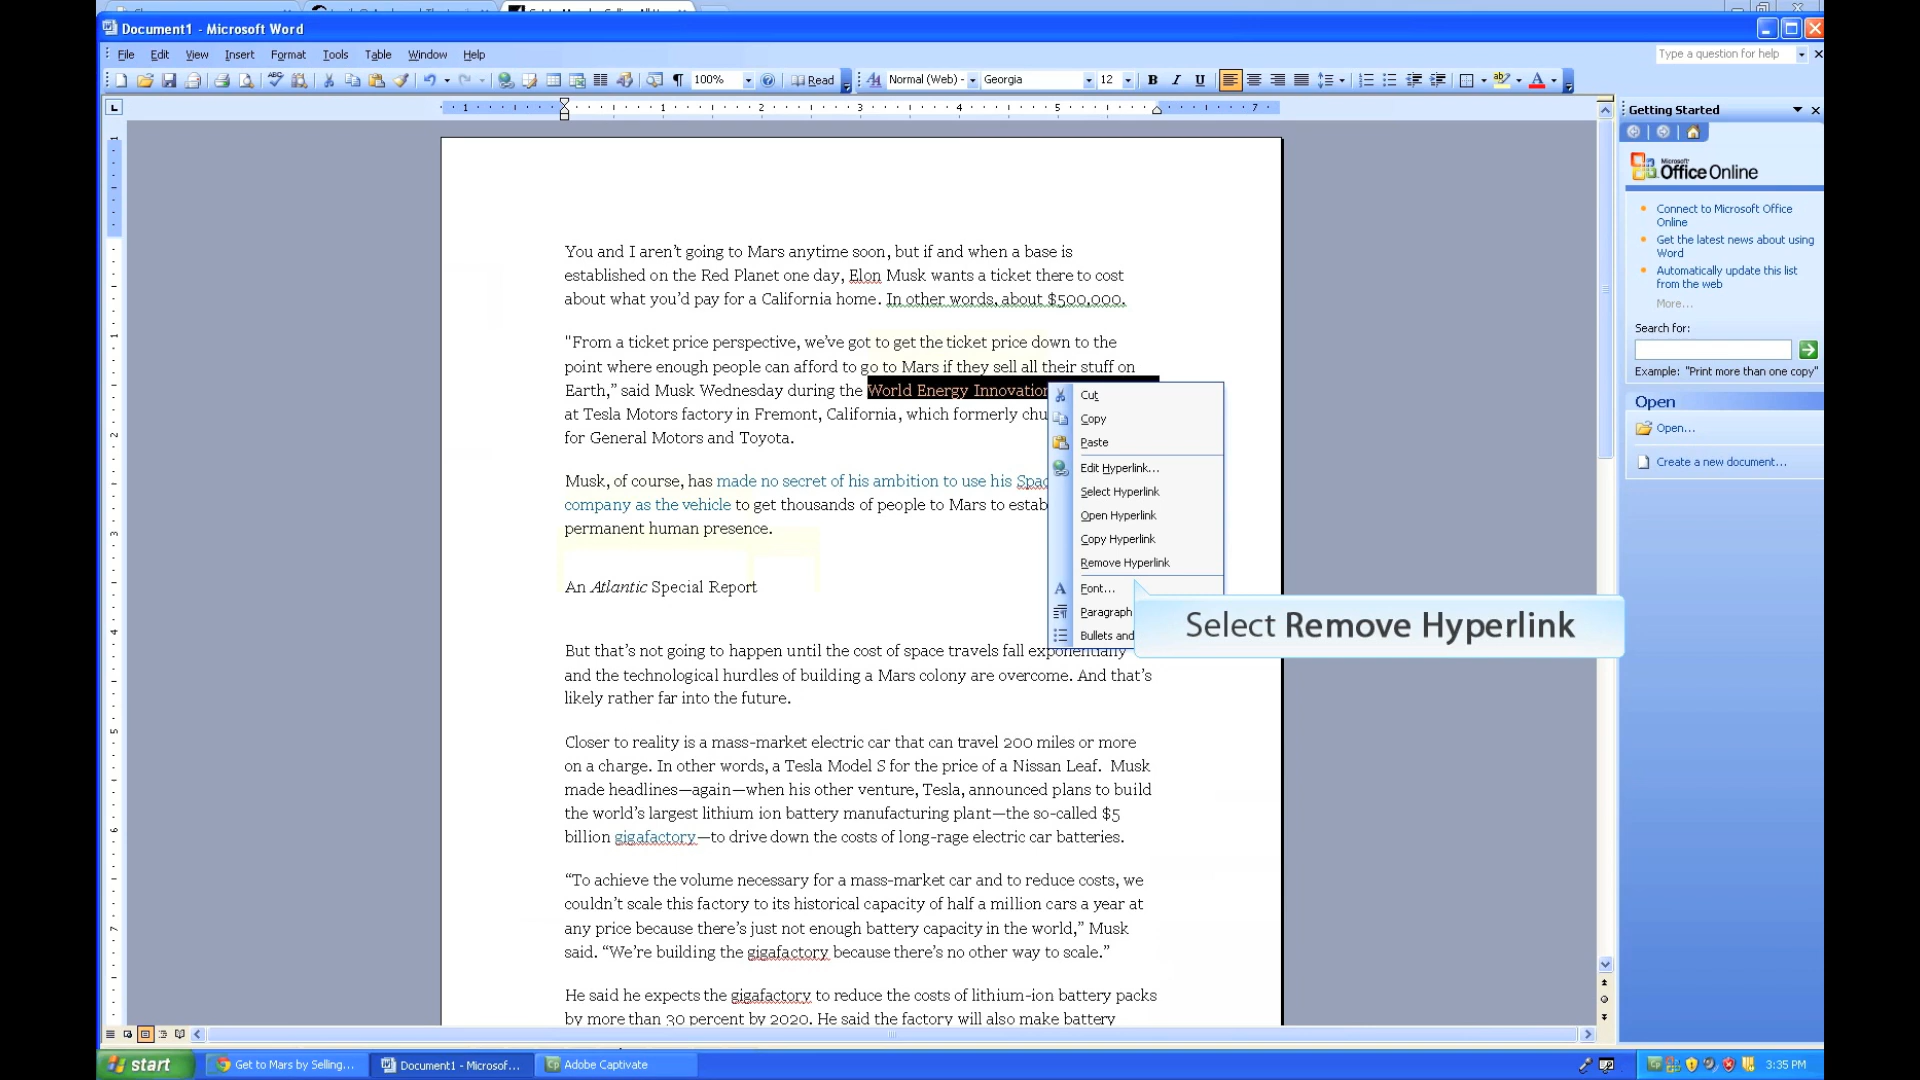 Document1 - Microsoft Word
File Edit View Insert Format Tools Table Window Help
Type a question for help
100%
Read
Normal (Web)
Georgia
12
B I U
1 1 2 3 4 5 7
Getting Started
Microsoft
Office Online
Connect to Microsoft Office
Online
Get the latest news about using
Word
Automatically update this list
from the web
More...
Search for:
Example: "Print more than one copy"
Open
Open...
Create a new document...
You and I aren't going to Mars anytime soon, but if and when a base is
established on the Red Planet one day, Elon Musk wants a ticket there to cost
about what you'd pay for a California home. In other words, about $500,000.
"From a ticket price perspective, we've got to get the ticket price down to the
point where enough people can afford to go to Mars if they sell all their stuff on
Earth," said Musk Wednesday during the World Energy Innovation
at Tesla Motors factory in Fremont, California, which formerly chu
for General Motors and Toyota.
Musk, of course, has made no secret of his ambition to use his Spac
company as the vehicle to get thousands of people to Mars to estab
permanent human presence.
An Atlantic Special Report
But that's not going to happen until the cost of space travels fall exponentially
and the technological hurdles of building a Mars colony are overcome. And that's
likely rather far into the future.
Closer to reality is a mass-market electric car that can travel 200 miles or more
on a charge. In other words, a Tesla Model S for the price of a Nissan Leaf.  Musk
made headlines—again—when his other venture, Tesla, announced plans to build
the world's largest lithium ion battery manufacturing plant—the so-called $5
billion gigafactory—to drive down the costs of long-rage electric car batteries.
“To achieve the volume necessary for a mass-market car and to reduce costs, we
couldn't scale this factory to its historical capacity of half a million cars a year at
any price because there's just not enough battery capacity in the world,” Musk
said. “We're building the gigafactory because there's no other way to scale.”
He said he expects the gigafactory to reduce the costs of lithium-ion battery packs
by more than 30 percent by 2020. He said the factory will also make battery
Cut
Copy
Paste
Edit Hyperlink...
Select Hyperlink
Open Hyperlink
Copy Hyperlink
Remove Hyperlink
Font...
Paragraph
Bullets and
Select Remove Hyperlink
start
Get to Mars by Selling...
Document1 - Microsof...
Adobe Captivate
3:35 PM